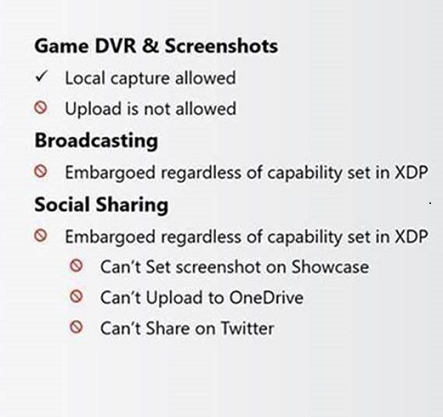 Game DVR & Screenshots
✓ Local capture allowed
🚫 Upload is not allowed
Broadcasting
🚫 Embargoed regardless of capability set in XDP
Social Sharing
🚫 Embargoed regardless of capability set in XDP
🚫 Can't Set screenshot on Showcase
🚫 Can't Upload to OneDrive
🚫 Can't Share on Twitter